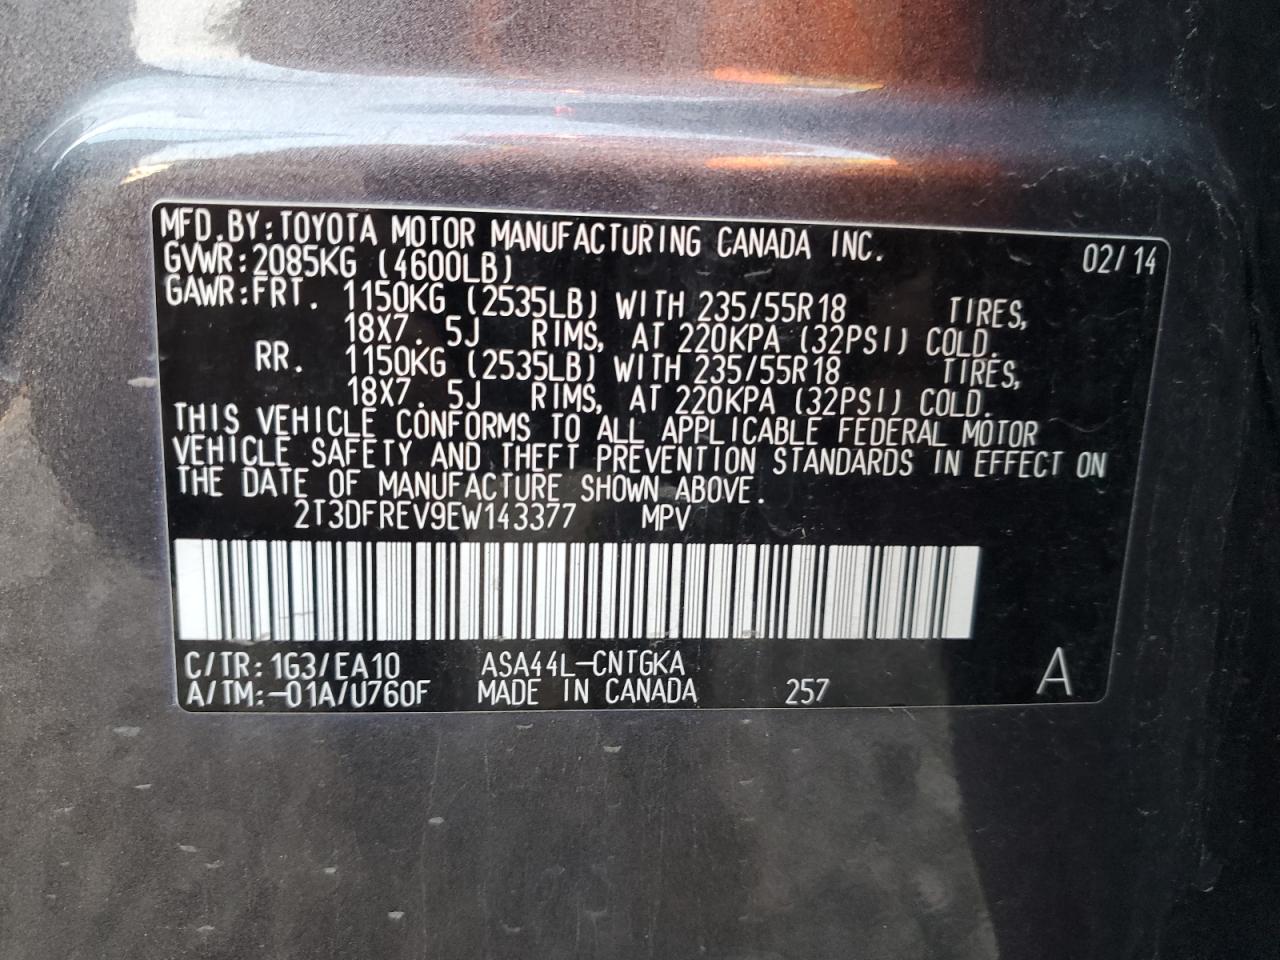 MFD.BY:TOYOTA MOTOR MANUFACTURING CANADA INC. 02/14
GVWR:2085KG (4600LB)
GAWR:FRT. 1150KG (2535LB) WITH 235/55R18 TIRES,
18X7.5J RIMS, AT 220KPA (32PSI) COLD.
RR. 1150KG (2535LB) WITH 235/55R18 TIRES,
18X7.5J RIMS, AT 220KPA (32PSI) COLD.
THIS VEHICLE CONFORMS TO ALL APPLICABLE FEDERAL MOTOR
VEHICLE SAFETY AND THEFT PREVENTION STANDARDS IN EFFECT ON
THE DATE OF MANUFACTURE SHOWN ABOVE.
2T3DFREV9EW143377 MPV
C/TR:1G3/EA10 ASA44L-CNTGKA A
A/TM:-01A/U760F MADE IN CANADA 257